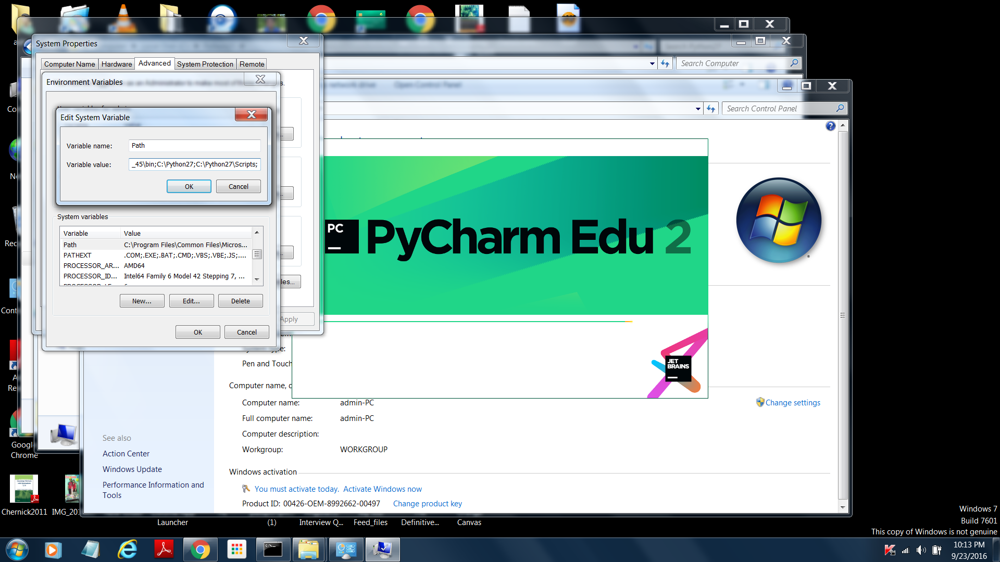 System Properties
Computer Name
Hardware
Advanced
System Protection
Remote
Environment Variables
Edit System Variable
Variable name:
Path
Variable value:
_45\bin;C:\Python27;C:\Python27\Scripts;
OK
Cancel
System variables
Variable
Value
Path
C:\Program Files\Common Files\Micros...
PATHEXT
.COM;.EXE;.BAT;.CMD;.VBS;.VBE;.JS;....
PROCESSOR_AR...
AMD64
PROCESSOR_ID...
Intel64 Family 6 Model 42 Stepping 7, ...
New...
Edit...
Delete
OK
Cancel
les...
Apply
Search Computer
Open Control Panel
Search Control Panel
PC
PyCharm Edu 2
JET
BRAINS
Pen and Touch
Computer name, c
Computer name:
admin-PC
Change settings
Full computer name:
admin-PC
Computer description:
Workgroup:
WORKGROUP
Windows activation
You must activate today. Activate Windows now
Product ID: 00426-OEM-8992662-00497
Change product key
See also
Action Center
Windows Update
Performance Information and
Tools
Co
Ne
Rec
Cont
A
Re
Googl
Chrome
Chernick2011
IMG_201
Launcher
(1)
Interview Q...
Feed_files
Definitive...
Canvas
Windows 7
Build 7601
This copy of Windows is not genuine
10:13 PM
9/23/2016